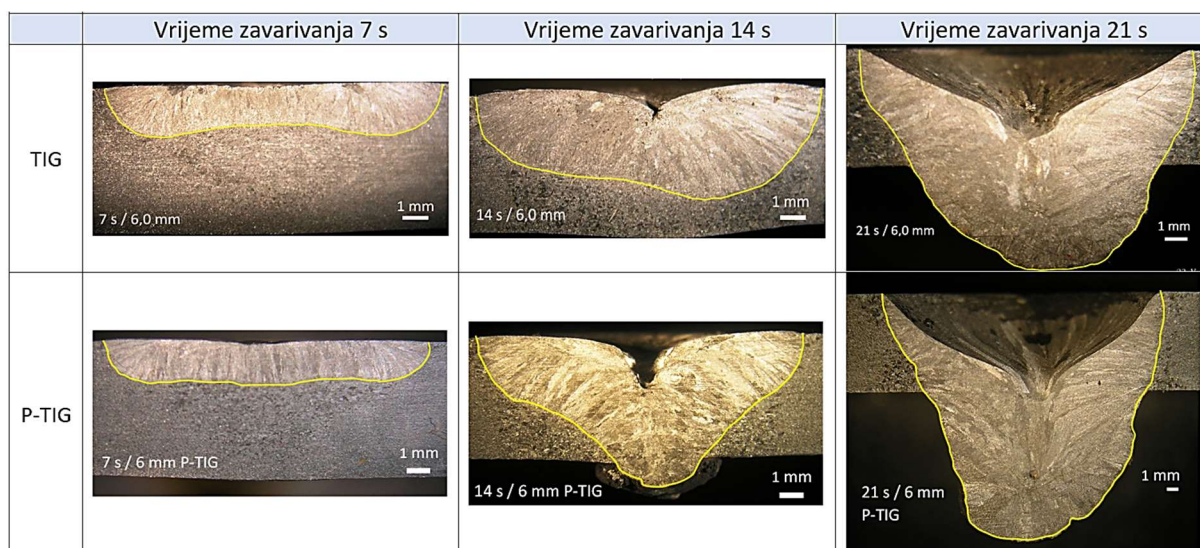 Vrijeme zavarivanja 7 s
Vrijeme zavarivanja 14 s
Vrijeme zavarivanja 21 s
TIG
7 s / 6,0 mm
1 mm
14 s / 6,0 mm
1 mm
21 s / 6,0 mm
1 mm
P-TIG
7 s / 6 mm P-TIG
1 mm
14 s / 6 mm P-TIG
1 mm
21 s / 6 mm
P-TIG
1 mm